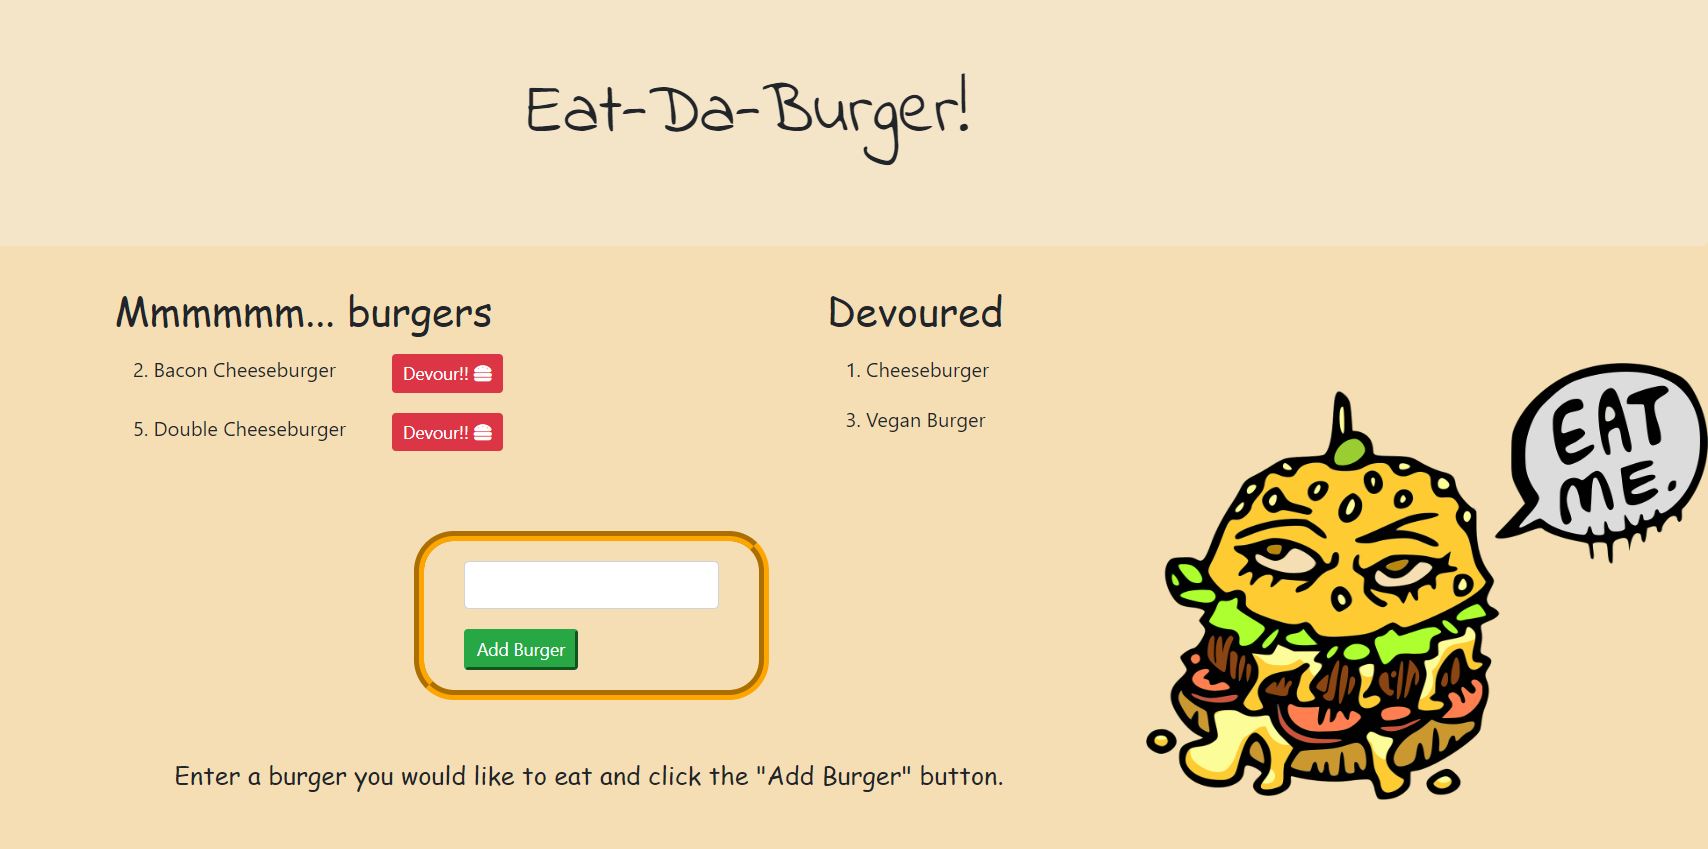 Eat-Da-Burger!
Mmmmmm... burgers
2. Bacon Cheeseburger
Devour!!
5. Double Cheeseburger
Devour!!
Devoured
1. Cheeseburger
3. Vegan Burger
EAT
ME.
Add Burger
Enter a burger you would like to eat and click the "Add Burger" button.